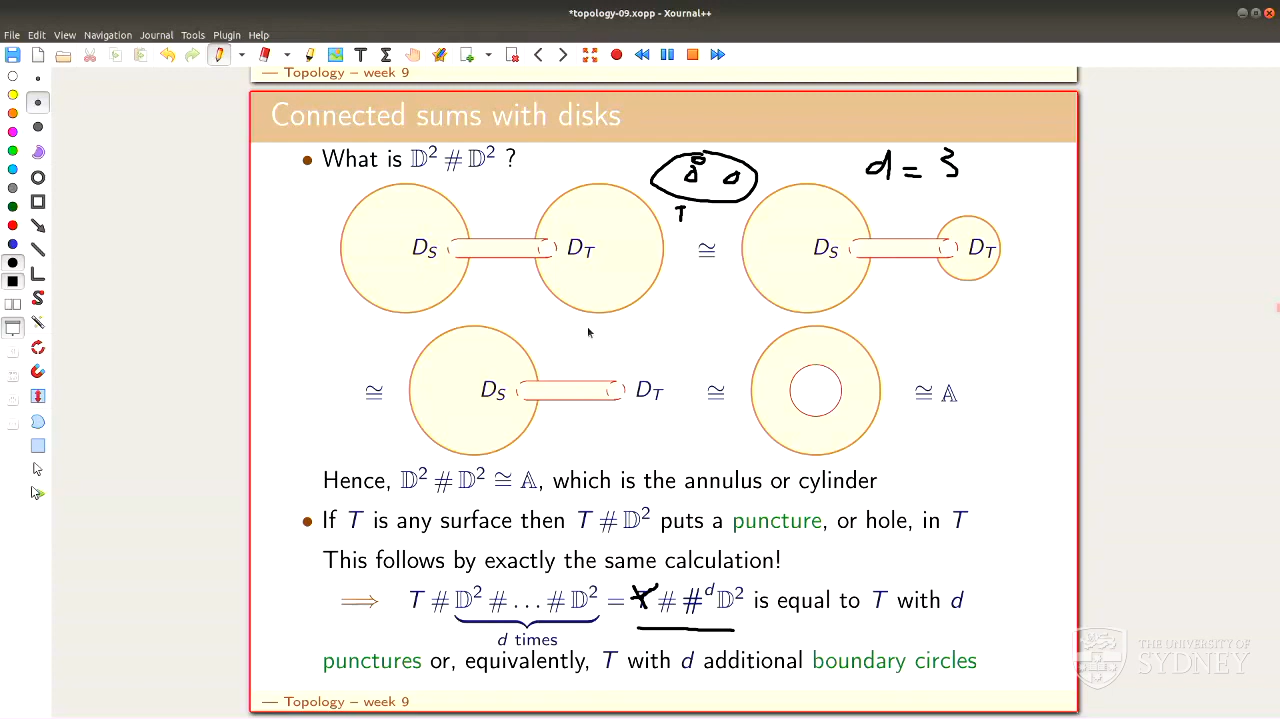 *topology-09.xopp - Xournal++
File Edit View Navigation Journal Tools Plugin Help
— Topology – week 9
Connected sums with disks
• What is 𝔻² # 𝔻² ?
d = 3
T
D_S D_T ≅ D_S D_T
≅ D_S D_T ≅ ≅ 𝔸
Hence, 𝔻² # 𝔻² ≅ 𝔸, which is the annulus or cylinder
• If T is any surface then T # 𝔻² puts a puncture, or hole, in T
This follows by exactly the same calculation!
⟹ T # 𝔻² # … # 𝔻² = T # #ᵈ𝔻² is equal to T with d
d times
punctures or, equivalently, T with d additional boundary circles
THE UNIVERSITY OF
SYDNEY
— Topology – week 9